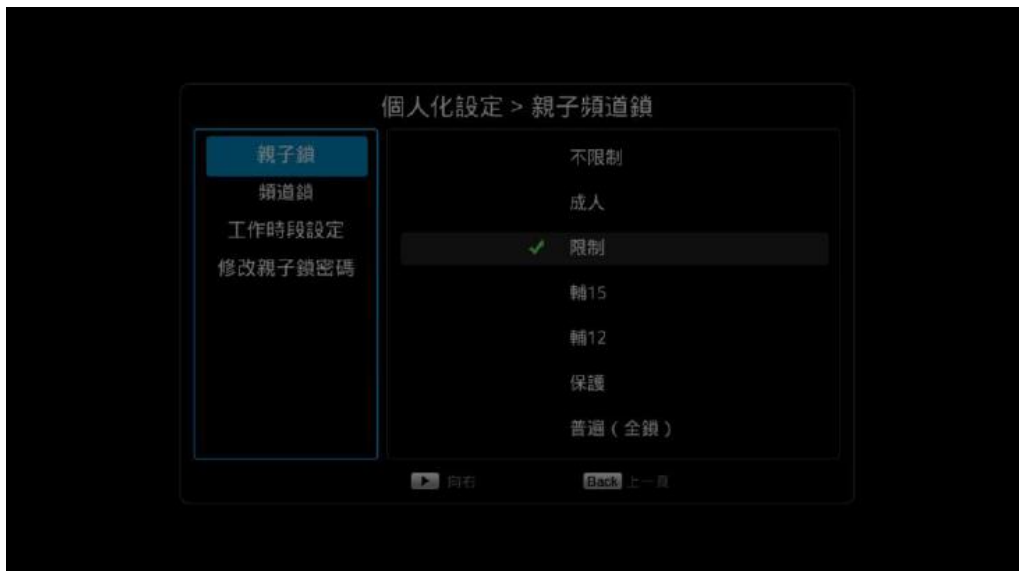 個人化設定 > 親子頻道鎖
親子鎖
頻道鎖
工作時段設定
修改親子鎖密碼
不限制
成人
限制
輔15
輔12
保護
普遍（全鎖）
向右
Back 上一頁